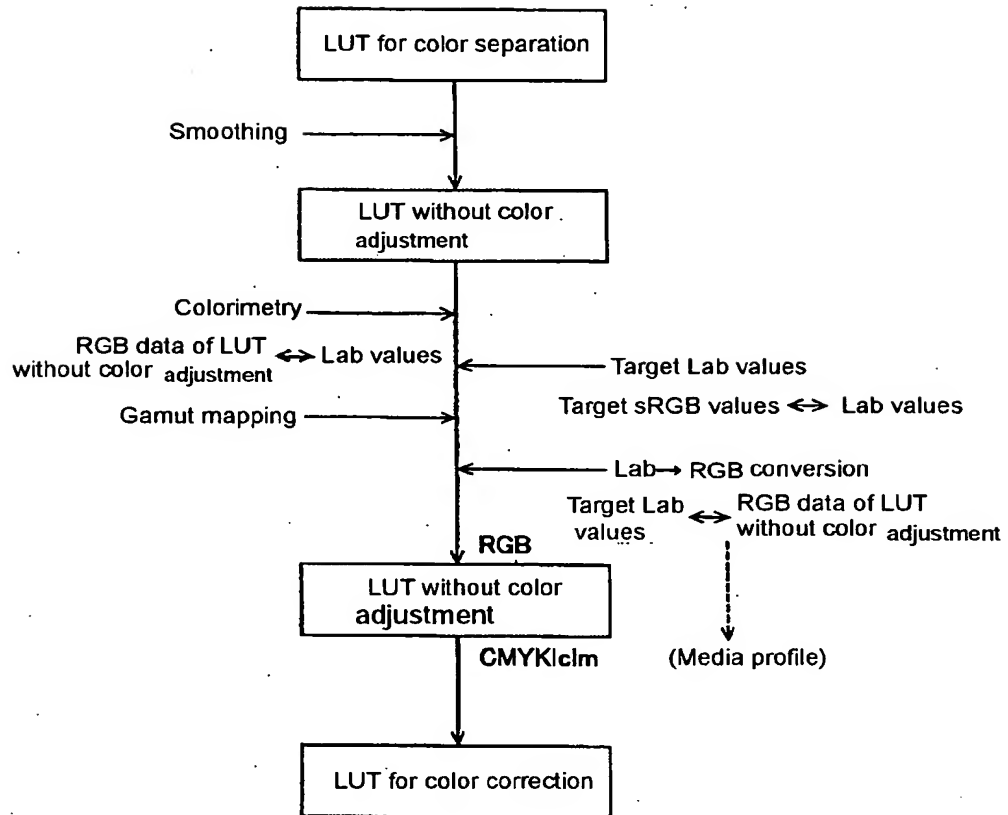 LUT for color separation
Smoothing
LUT without color
adjustment
Colorimetry
RGB data of LUT
without color adjustment
Lab values
Target Lab values
Target sRGB values
Lab values
Gamut mapping
Lab
RGB conversion
Target Lab
values
RGB data of LUT
without color adjustment
RGB
LUT without color
adjustment
CMYKlclm
(Media profile)
LUT for color correction